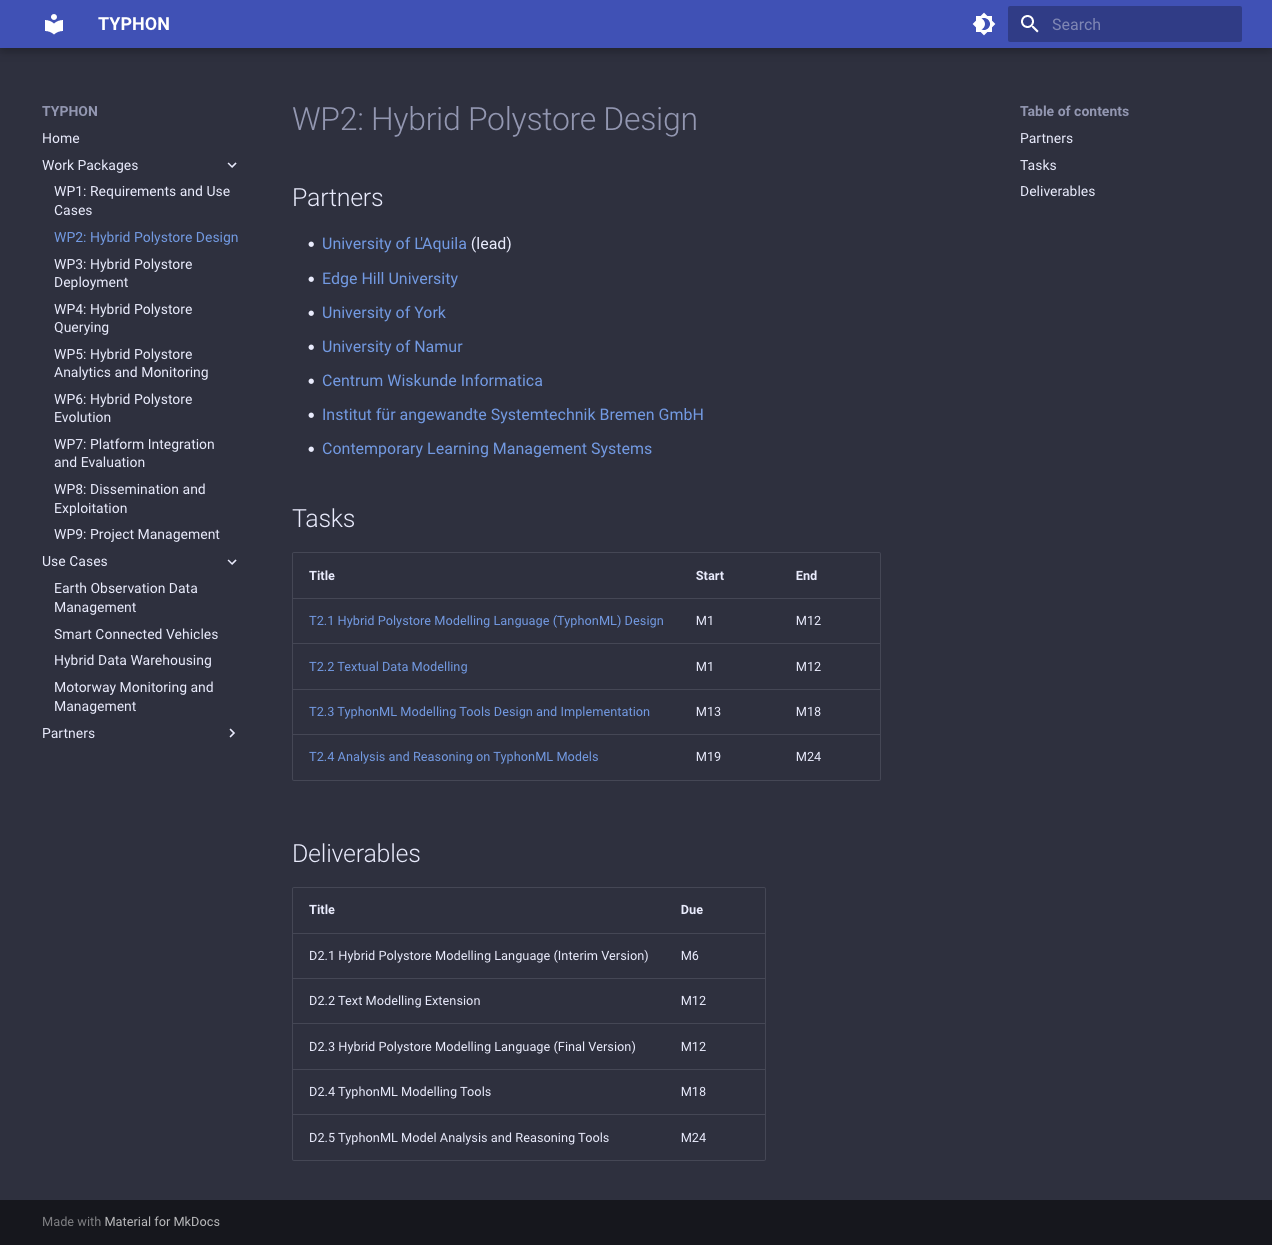 TYPHON
Search
TYPHON
Home
Work Packages
WP1: Requirements and Use
Cases
WP2: Hybrid Polystore Design
WP3: Hybrid Polystore
Deployment
WP4: Hybrid Polystore
Querying
WP5: Hybrid Polystore
Analytics and Monitoring
WP6: Hybrid Polystore
Evolution
WP7: Platform Integration
and Evaluation
WP8: Dissemination and
Exploitation
WP9: Project Management
Use Cases
Earth Observation Data
Management
Smart Connected Vehicles
Hybrid Data Warehousing
Motorway Monitoring and
Management
Partners
WP2: Hybrid Polystore Design
Partners
University of L'Aquila (lead)
Edge Hill University
University of York
University of Namur
Centrum Wiskunde Informatica
Institut für angewandte Systemtechnik Bremen GmbH
Contemporary Learning Management Systems
Tasks
Title Start End
T2.1 Hybrid Polystore Modelling Language (TyphonML) Design M1 M12
T2.2 Textual Data Modelling M1 M12
T2.3 TyphonML Modelling Tools Design and Implementation M13 M18
T2.4 Analysis and Reasoning on TyphonML Models M19 M24
Deliverables
Title Due
D2.1 Hybrid Polystore Modelling Language (Interim Version) M6
D2.2 Text Modelling Extension M12
D2.3 Hybrid Polystore Modelling Language (Final Version) M12
D2.4 TyphonML Modelling Tools M18
D2.5 TyphonML Model Analysis and Reasoning Tools M24
Table of contents
Partners
Tasks
Deliverables
Made with Material for MkDocs